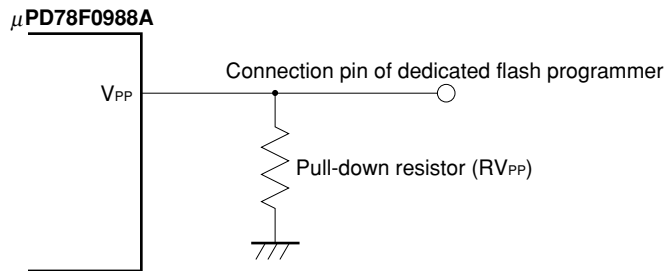 μPD78F0988A
Connection pin of dedicated flash programmer
VPP
Pull-down resistor (RVPP)